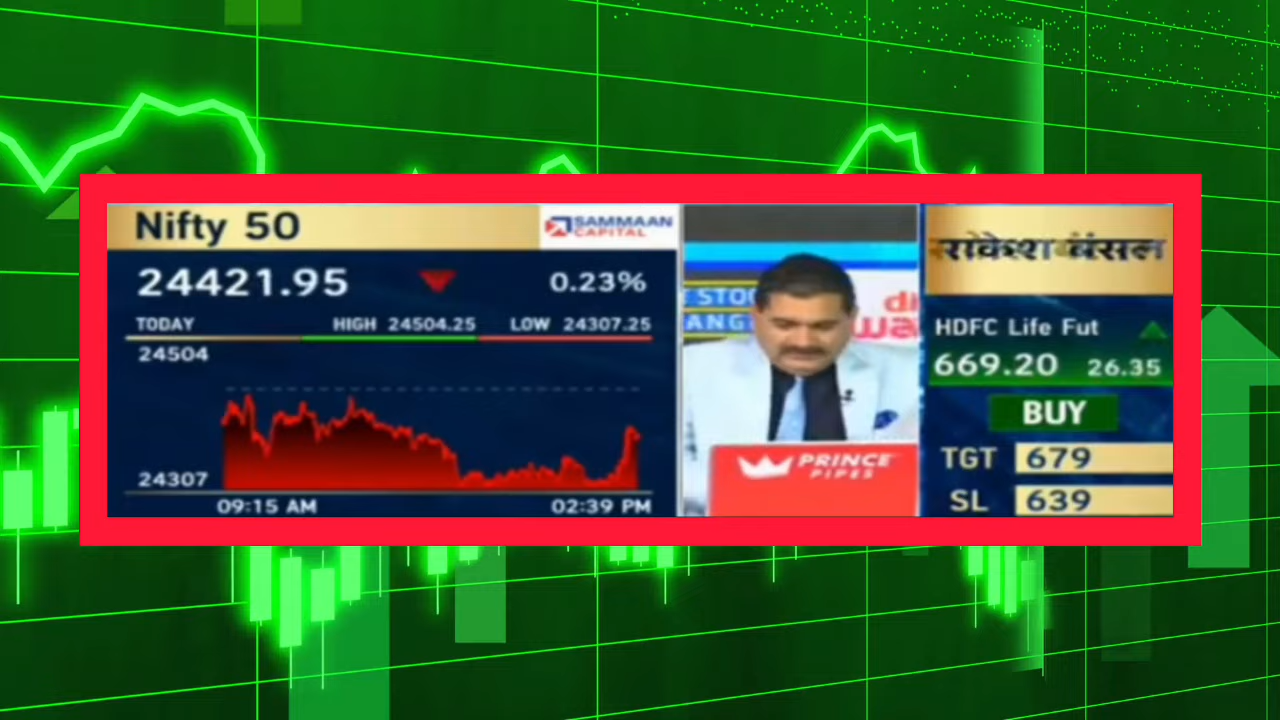 Nifty 50
SAMMAAN
CAPITAL
24421.95 0.23%
TODAY HIGH 24504.25 LOW 24307.25
24504
24307
09:15 AM 02:39 PM
STO
ANG
PRINCE
PIPES
राकेश बंसल
HDFC Life Fut
669.20 26.35
BUY
TGT 679
SL 639